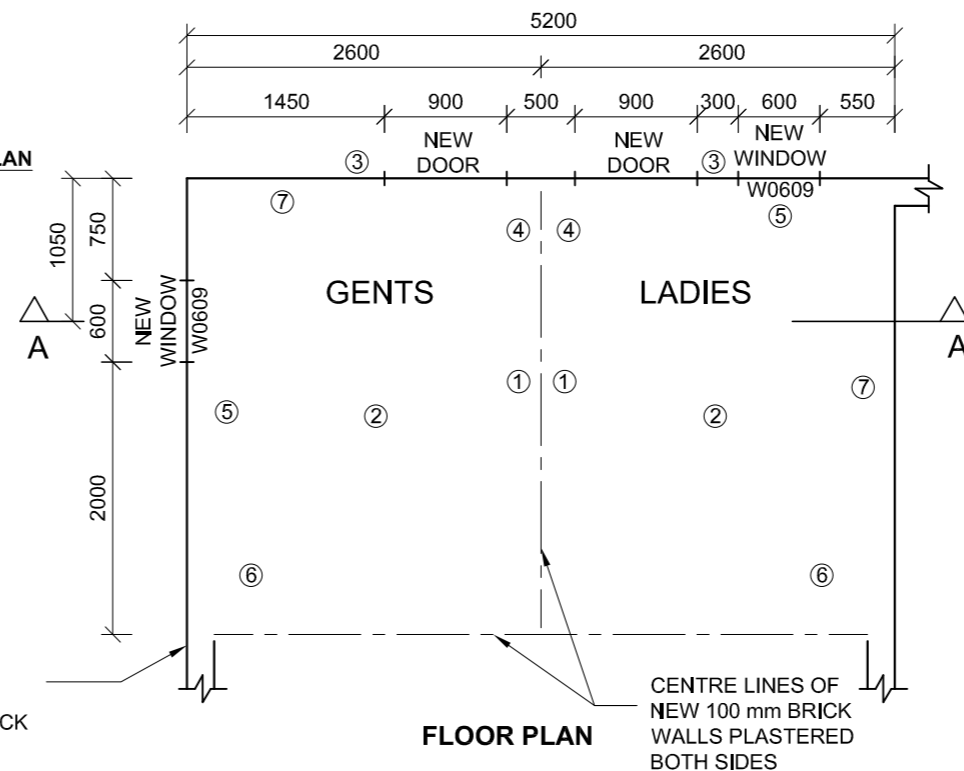 5200
2600
2600
1450
900
500
900
300
600
550
NEW
DOOR
NEW
DOOR
NEW
WINDOW
W0609
③
③
⑦
⑤
④
④
1050
750
600
2000
NEW
WINDOW
W0609
A
A
GENTS
LADIES
①
①
⑦
⑤
②
②
⑥
⑥
CENTRE LINES OF
NEW 100 mm BRICK
WALLS PLASTERED
BOTH SIDES
FLOOR PLAN